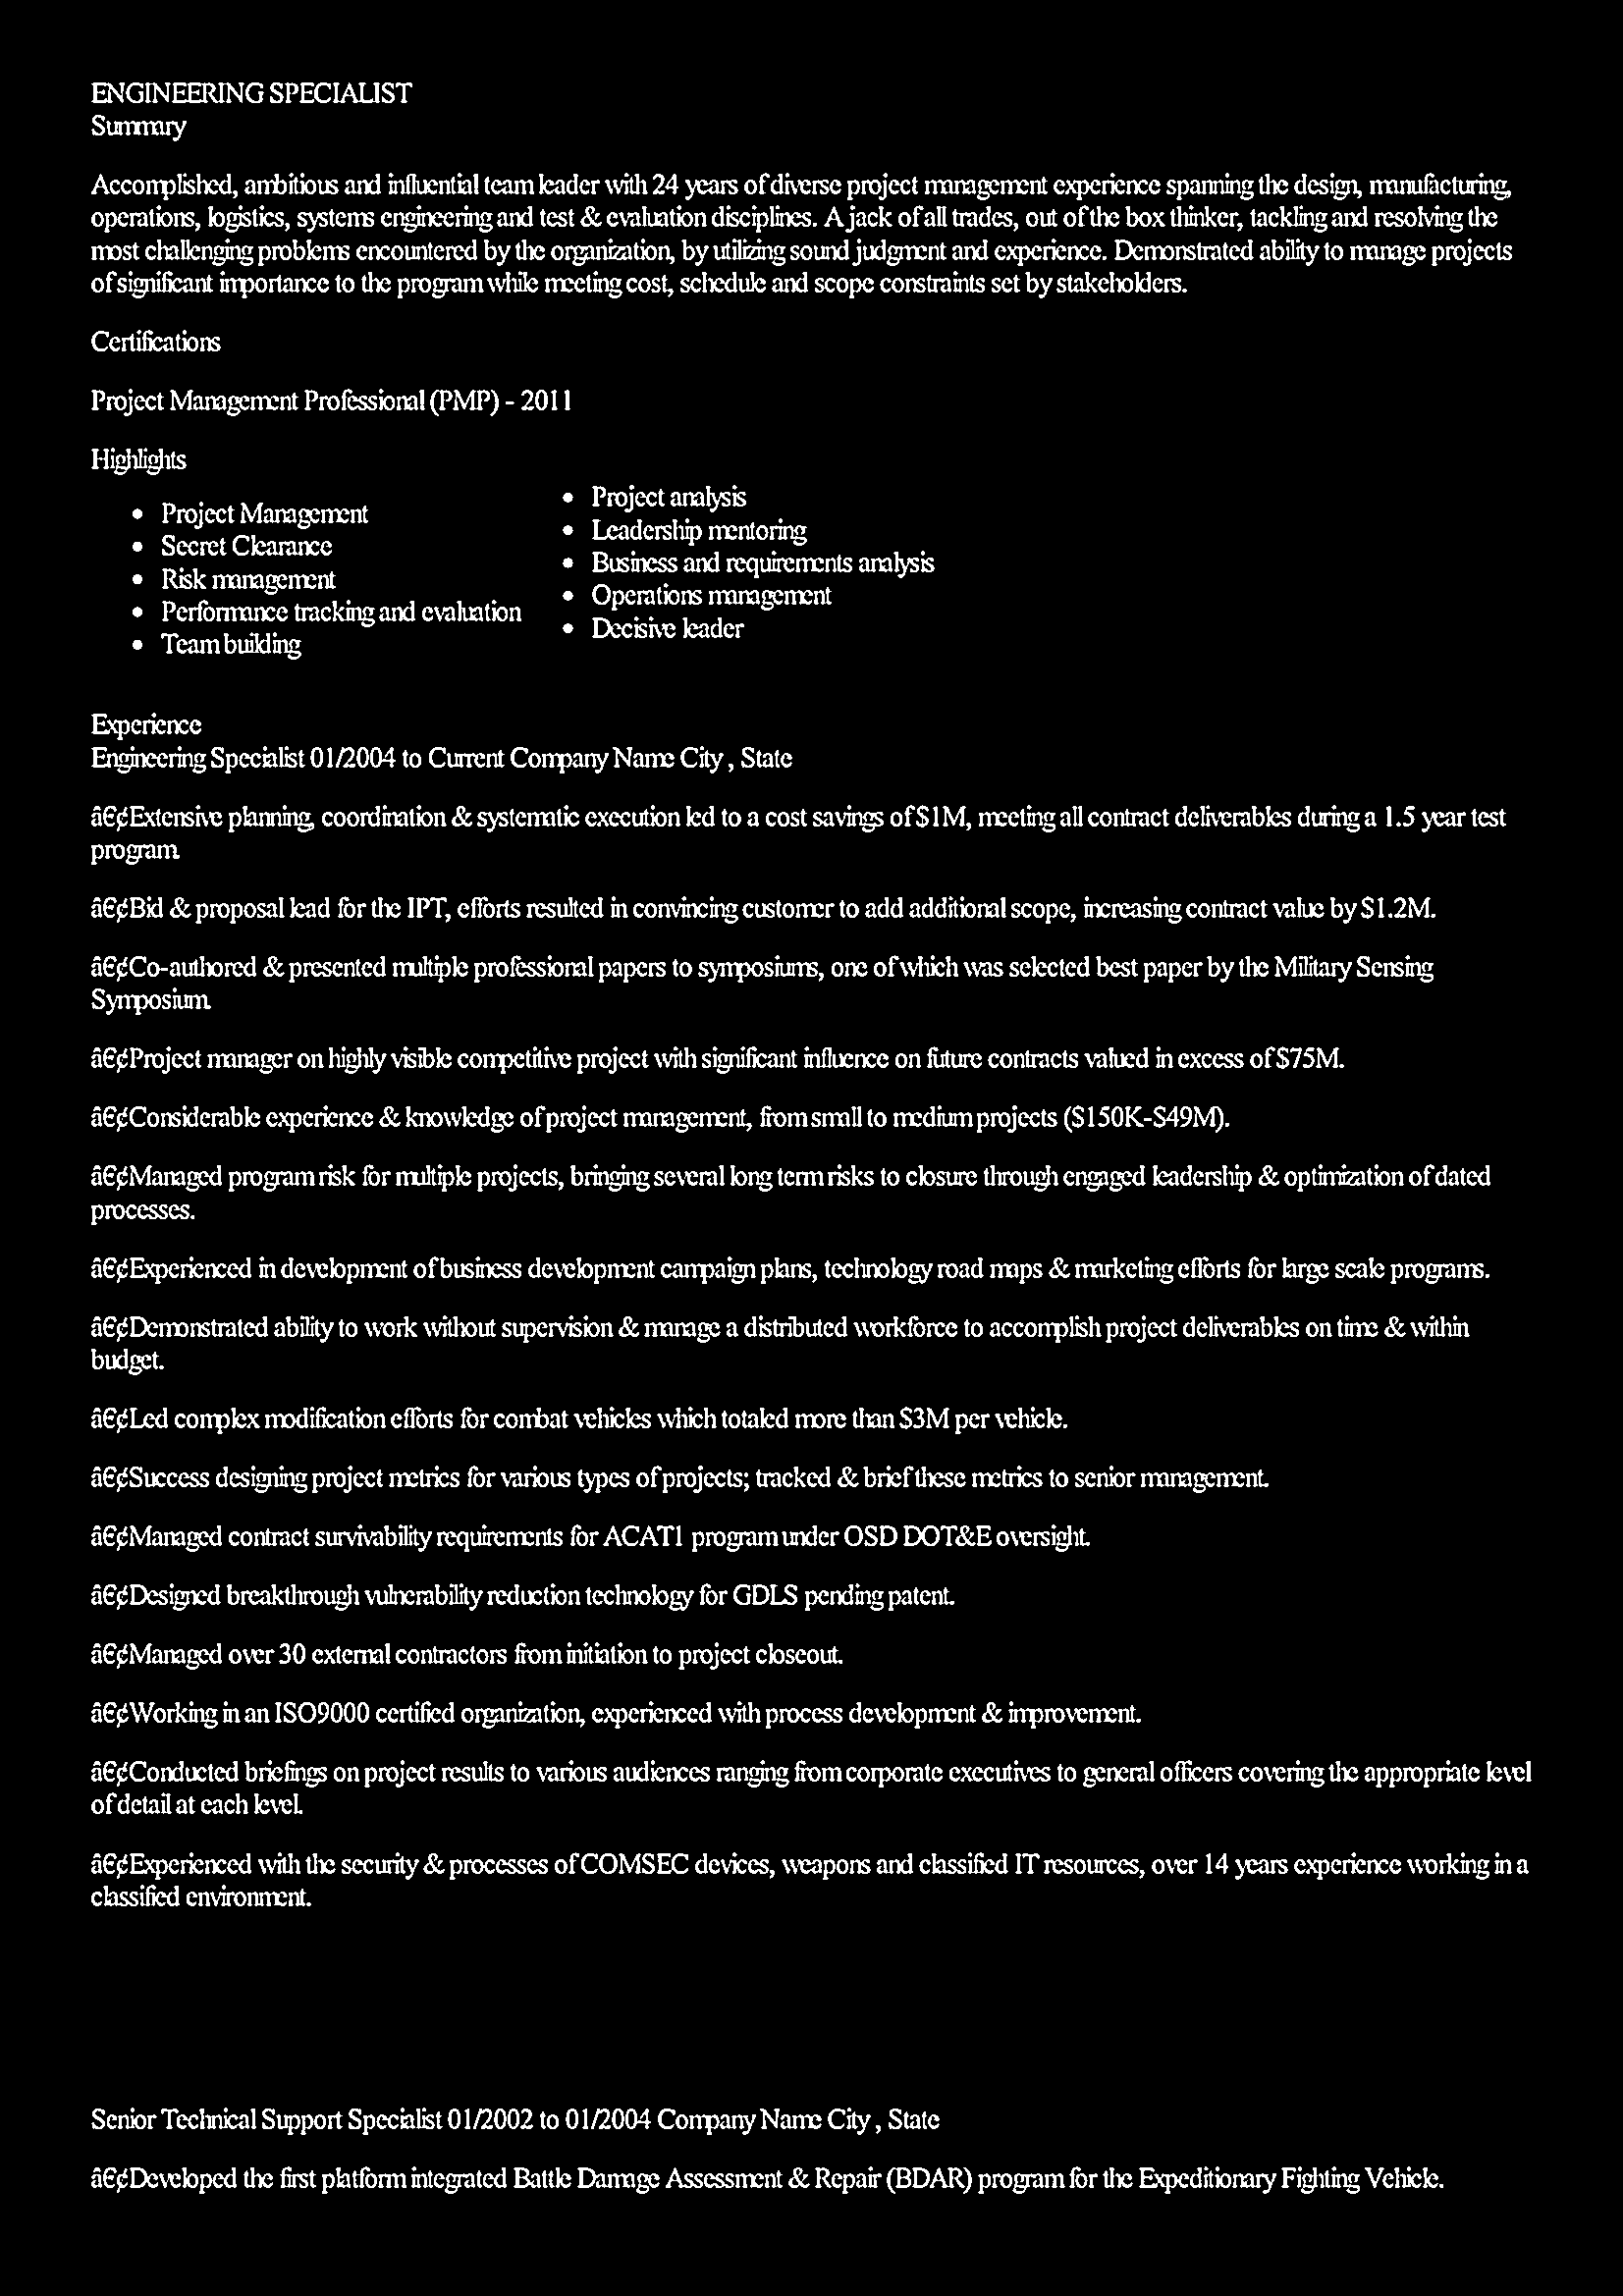 ENGINEERING SPECIALIST
Summary
Accomplished, ambitious and influential team leader with 24 years of diverse project management experience spanning the design, manufacturing,
operations, logistics, systems engineering and test & evaluation disciplines. A jack of all trades, out of the box thinker, tackling and resolving the
most challenging problems encountered by the organization, by utilizing sound judgment and experience. Demonstrated ability to manage projects
of significant importance to the program while meeting cost, schedule and scope constraints set by stakeholders.
Certifications
Project Management Professional (PMP) - 2011
Highlights
• Project Management
• Secret Clearance
• Risk management
• Performance tracking and evaluation
• Team building
• Project analysis
• Leadership mentoring
• Business and requirements analysis
• Operations management
• Decisive leader
Experience
Engineering Specialist 01/2004 to Current Company Name City , State
â€¢Extensive planning, coordination & systematic execution led to a cost savings of $1M, meeting all contract deliverables during a 1.5 year test
program.
â€¢Bid & proposal lead for the IPT, efforts resulted in convincing customer to add additional scope, increasing contract value by $1.2M.
â€¢Co-authored & presented multiple professional papers to symposiums, one of which was selected best paper by the Military Sensing
Symposium.
â€¢Project manager on highly visible competitive project with significant influence on future contracts valued in excess of $75M.
â€¢Considerable experience & knowledge of project management, from small to medium projects ($150K-$49M).
â€¢Managed program risk for multiple projects, bringing several long term risks to closure through engaged leadership & optimization of dated
processes.
â€¢Experienced in development of business development campaign plans, technology road maps & marketing efforts for large scale programs.
â€¢Demonstrated ability to work without supervision & manage a distributed workforce to accomplish project deliverables on time & within
budget.
â€¢Led complex modification efforts for combat vehicles which totaled more than $3M per vehicle.
â€¢Success designing project metrics for various types of projects; tracked & brief these metrics to senior management.
â€¢Managed contract survivability requirements for ACAT1 program under OSD DOT&E oversight.
â€¢Designed breakthrough vulnerability reduction technology for GDLS pending patent.
â€¢Managed over 30 external contractors from initiation to project closeout.
â€¢Working in an ISO9000 certified organization, experienced with process development & improvement.
â€¢Conducted briefings on project results to various audiences ranging from corporate executives to general officers covering the appropriate level
of detail at each level.
â€¢Experienced with the security & processes of COMSEC devices, weapons and classified IT resources, over 14 years experience working in a
classified environment.
Senior Technical Support Specialist 01/2002 to 01/2004 Company Name City , State
â€¢Developed the first platform integrated Battle Damage Assessment & Repair (BDAR) program for the Expeditionary Fighting Vehicle.